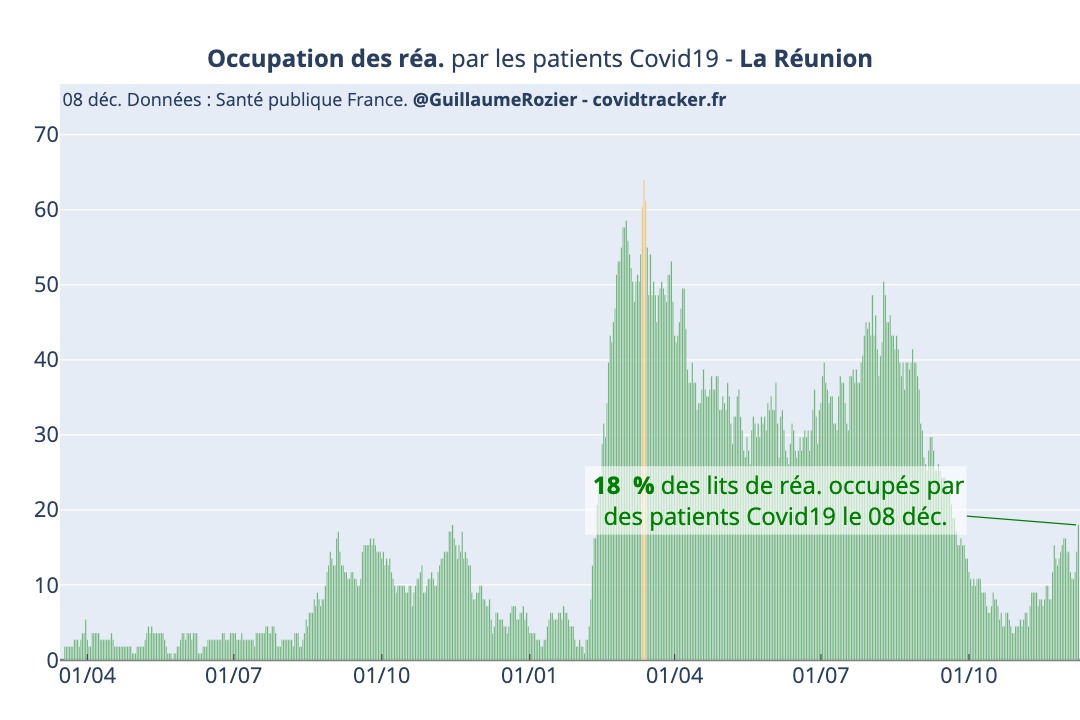 Occupation des réa. par les patients Covid19 - La Réunion
08 déc. Données : Santé publique France. @GuillaumeRozier - covidtracker.fr
70
60
50
40
30
20
10
0
18 % des lits de réa. occupés par
des patients Covid19 le 08 déc.
01/04 01/07 01/10 01/01 01/04 01/07 01/10